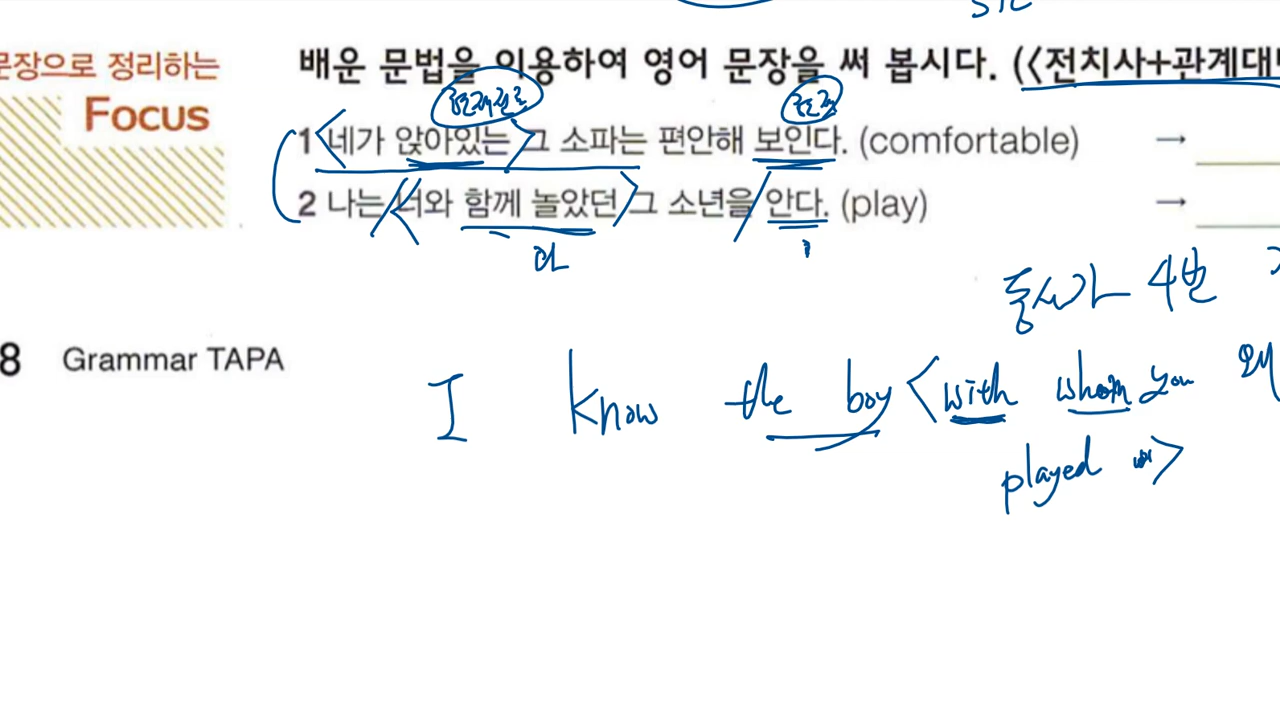 문장으로 정리하는
Focus
배운 문법을 이용하여 영어 문장을 써 봅시다. (<전치사+관계대
1 네가 앉아있는 그 소파는 편안해 보인다. (comfortable) →
2 나는 너와 함께 놀았던 그 소년을 안다. (play) →
과
동사가 4번
8 Grammar TAPA
I know the boy <with whom you
played >